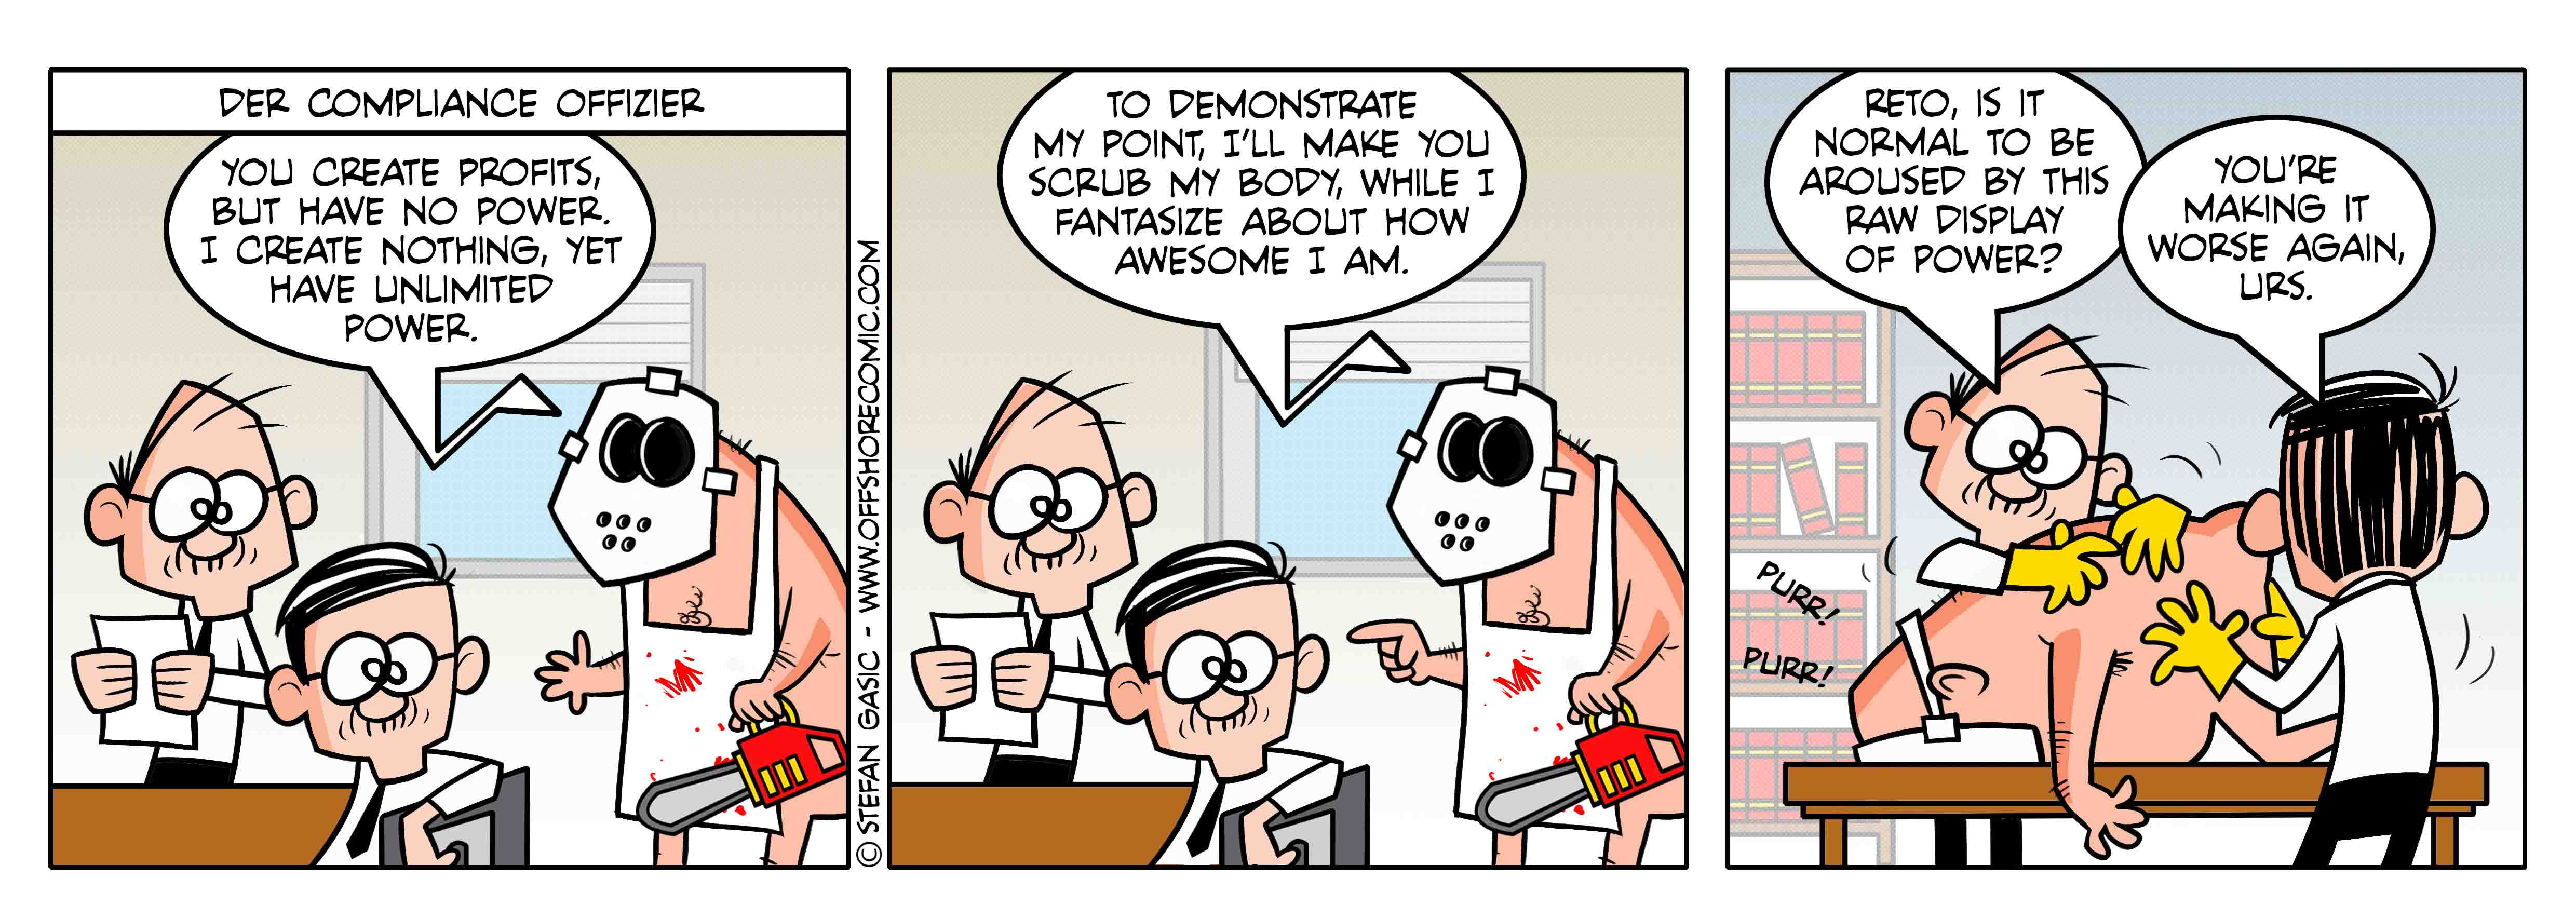 DER COMPLIANCE OFFIZIER
YOU CREATE PROFITS,
BUT HAVE NO POWER.
I CREATE NOTHING, YET
HAVE UNLIMITED
POWER.
© STEFAN GASIC - WWW.OFFSHORECOMIC.COM
TO DEMONSTRATE
MY POINT, I'LL MAKE YOU
SCRUB MY BODY, WHILE I
FANTASIZE ABOUT HOW
AWESOME I AM.
RETO, IS IT
NORMAL TO BE
AROUSED BY THIS
RAW DISPLAY
OF POWER?
YOU'RE
MAKING IT
WORSE AGAIN,
URS.
PURR!
PURR!